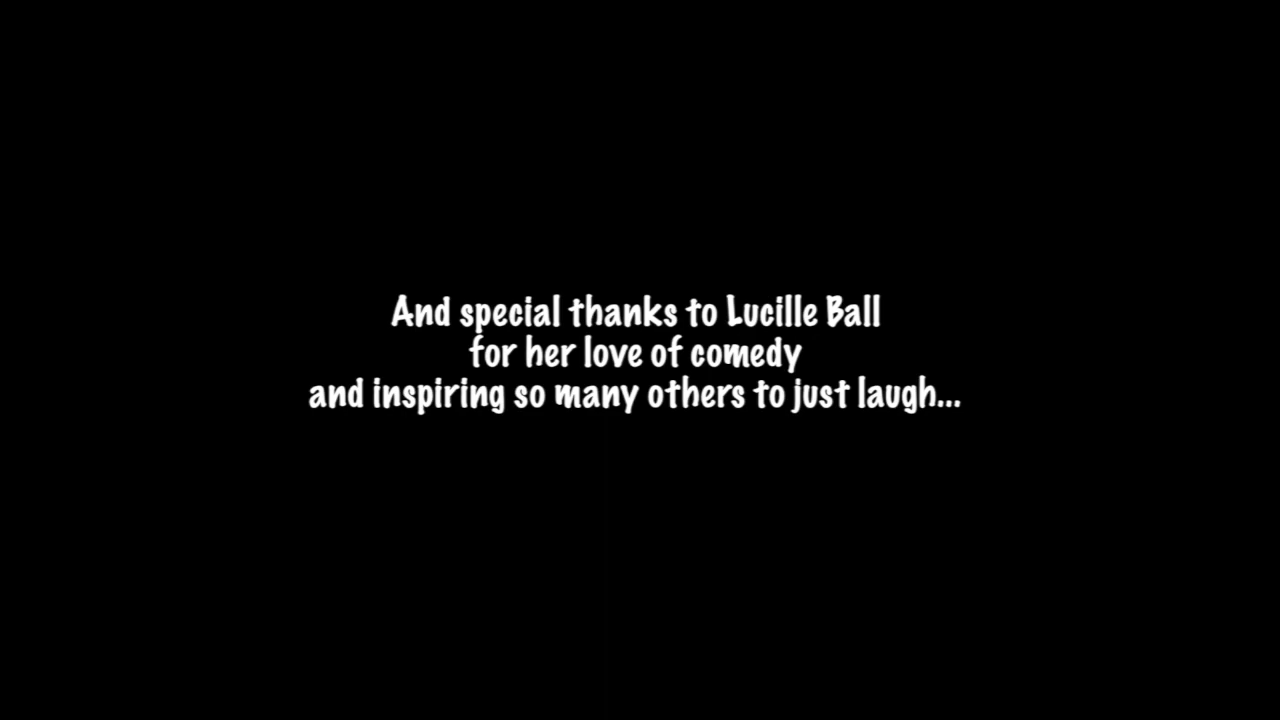 And special thanks to Lucille Ball
for her love of comedy
and inspiring so many others to just laugh...